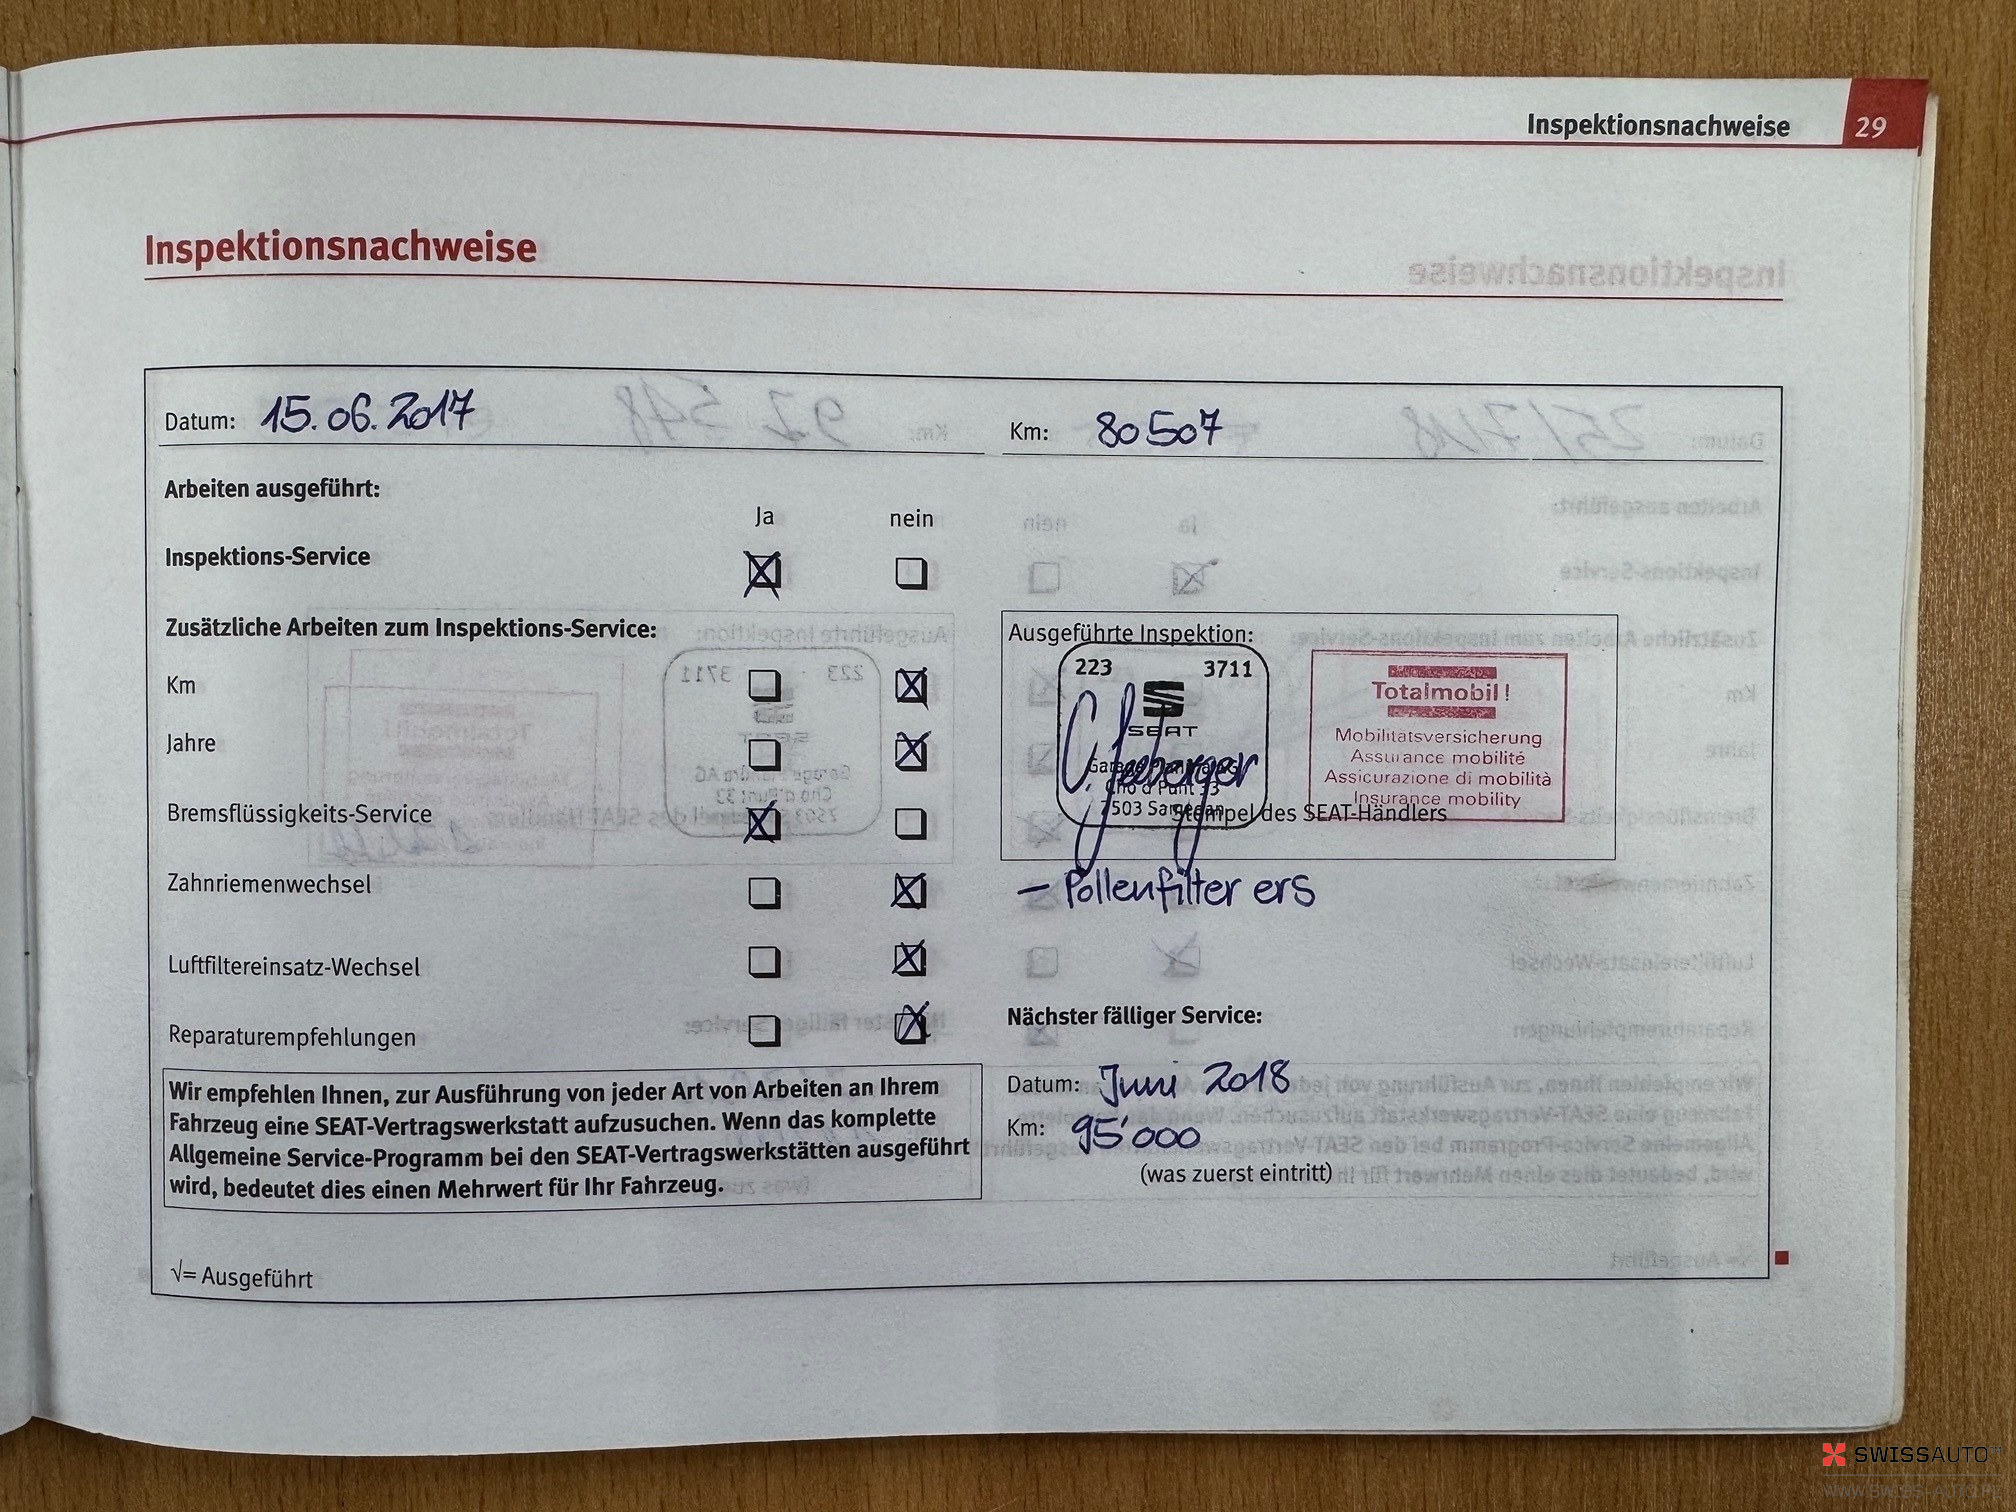 Inspektionsnachweise 29
Inspektionsnachweise
Datum: 15.06.2017 Km: 80507
Arbeiten ausgeführt:
Ja nein
Inspektions-Service
Zusätzliche Arbeiten zum Inspektions-Service:
Km
Jahre
Bremsflüssigkeits-Service
Zahnriemenwechsel
Luftfiltereinsatz-Wechsel
Reparaturempfehlungen
Wir empfehlen Ihnen, zur Ausführung von jeder Art von Arbeiten an Ihrem
Fahrzeug eine SEAT-Vertragswerkstatt aufzusuchen. Wenn das komplette
Allgemeine Service-Programm bei den SEAT-Vertragswerkstätten ausgeführt
wird, bedeutet dies einen Mehrwert für Ihr Fahrzeug.
√= Ausgeführt
Ausgeführte Inspektion:
223 3711
SEAT
Cho d'Punt 33
7503 Samedan
Totalmobil!
Mobilitätsversicherung
Assurance mobilité
Assicurazione di mobilità
Insurance mobility
Stempel des SEAT-Händlers
– Pollenfilter ers
Nächster fälliger Service:
Datum: Juni 2018
Km: 95'000
(was zuerst eintritt)
SWISSAUTO